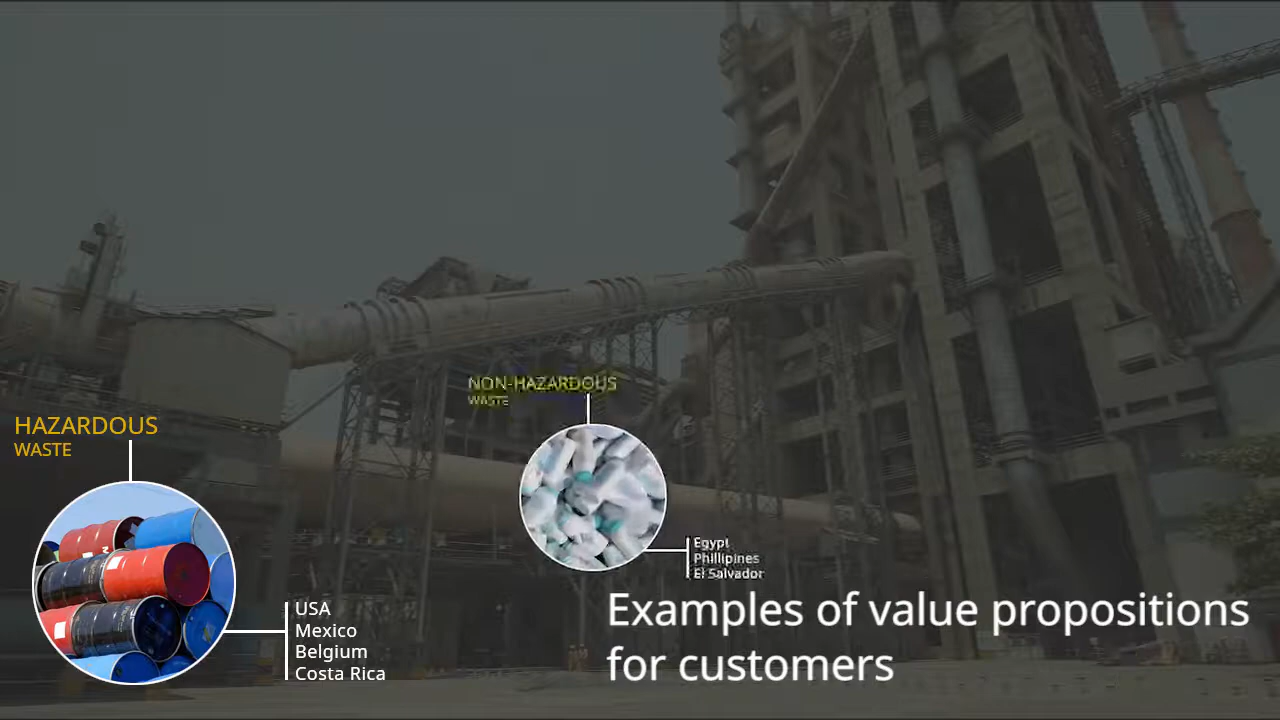 HAZARDOUS
WASTE
USA
Mexico
Belgium
Costa Rica
NON-HAZARDOUS
WASTE
Egypt
Phillipines
El Salvador
Examples of value propositions
for customers